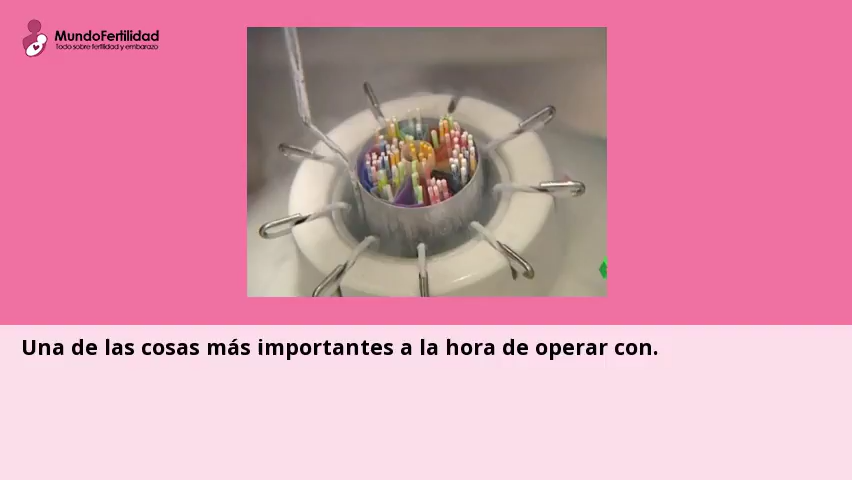 MundoFertilidad
Todo sobre fertilidad y embarazo
Una de las cosas más importantes a la hora de operar con.